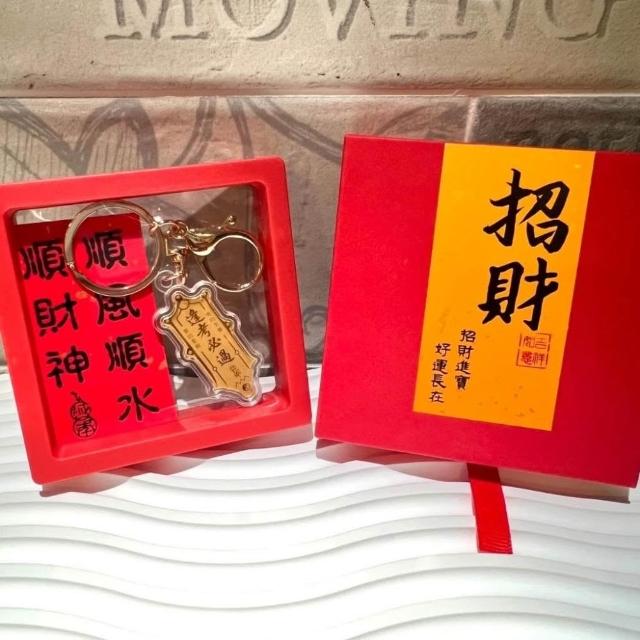 MOVING
順風順水
順財神
逢考必過
招財
招財進寶
好運長在
吉祥